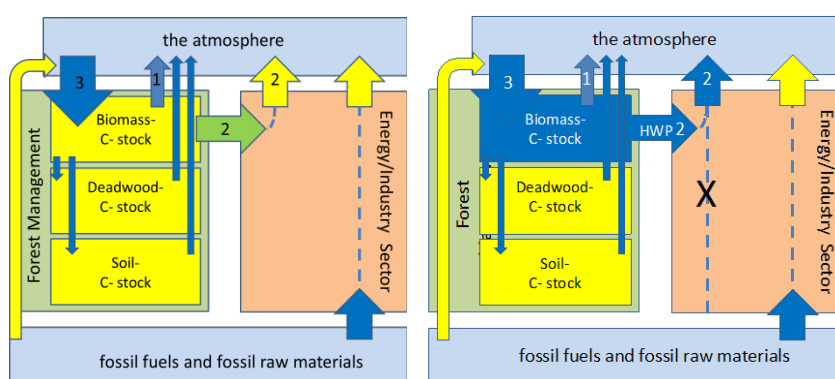 the atmosphere
3
1
2
Biomass-
C- stock
2
Deadwood-
C- stock
Soil-
C- stock
Forest Management
Energy/Industry Sector
fossil fuels and fossil raw materials
the atmosphere
3
1
2
Biomass-
C- stock
HWP 2
Deadwood-
C- stock
X
Soil-
C- stock
Forest
Energy/Industry Sector
fossil fuels and fossil raw materials